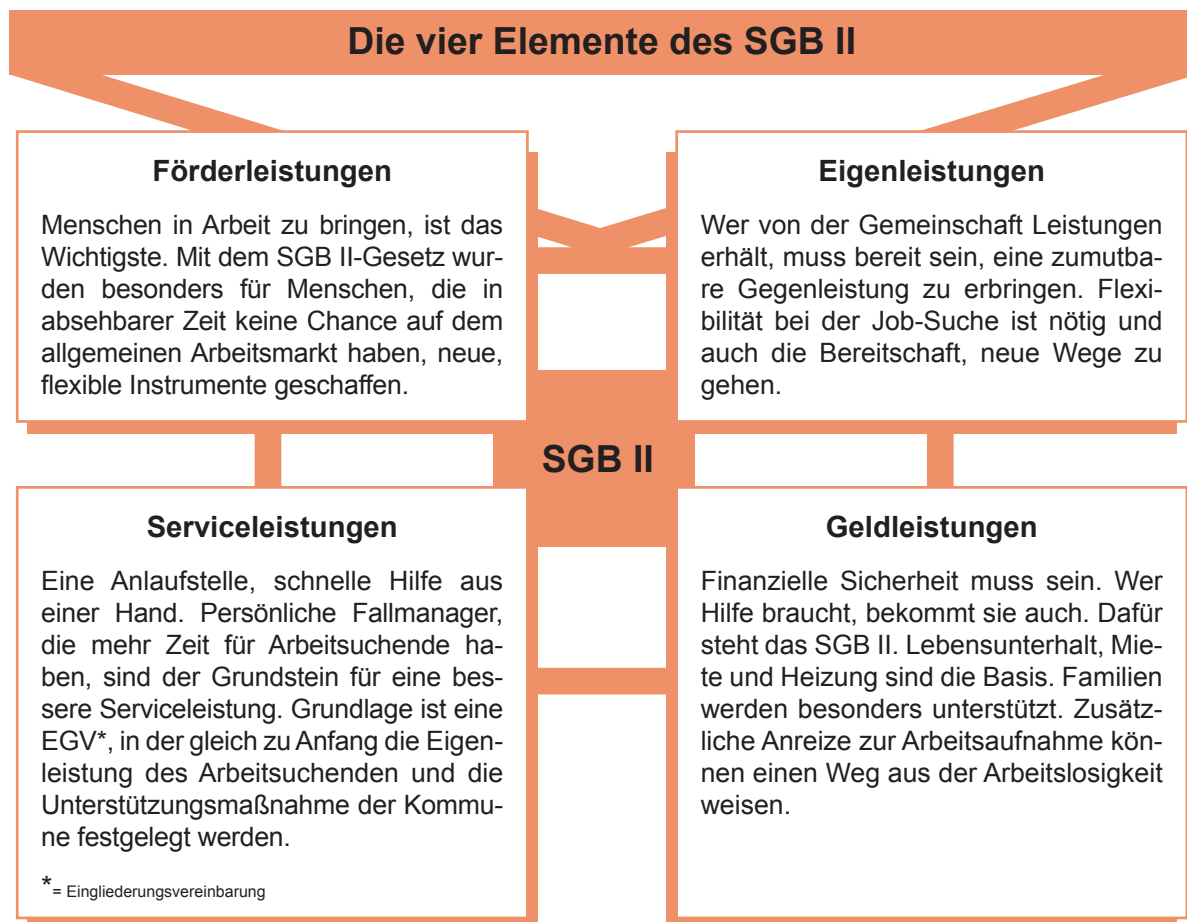 Die vier Elemente des SGB II
Förderleistungen
Menschen in Arbeit zu bringen, ist das
Wichtigste. Mit dem SGB II-Gesetz wur-
den besonders für Menschen, die in
absehbarer Zeit keine Chance auf dem
allgemeinen Arbeitsmarkt haben, neue,
flexible Instrumente geschaffen.
Eigenleistungen
Wer von der Gemeinschaft Leistungen
erhält, muss bereit sein, eine zumutba-
re Gegenleistung zu erbringen. Flexi-
bilität bei der Job-Suche ist nötig und
auch die Bereitschaft, neue Wege zu
gehen.
SGB II
Serviceleistungen
Eine Anlaufstelle, schnelle Hilfe aus
einer Hand. Persönliche Fallmanager,
die mehr Zeit für Arbeitsuchende ha-
ben, sind der Grundstein für eine bes-
sere Serviceleistung. Grundlage ist eine
EGV*, in der gleich zu Anfang die Eigen-
leistung des Arbeitsuchenden und die
Unterstützungsmaßnahme der Kommu-
ne festgelegt werden.
*= Eingliederungsvereinbarung
Geldleistungen
Finanzielle Sicherheit muss sein. Wer
Hilfe braucht, bekommt sie auch. Dafür
steht das SGB II. Lebensunterhalt, Mie-
te und Heizung sind die Basis. Familien
werden besonders unterstützt. Zusätz-
liche Anreize zur Arbeitsaufnahme kön-
nen einen Weg aus der Arbeitslosigkeit
weisen.